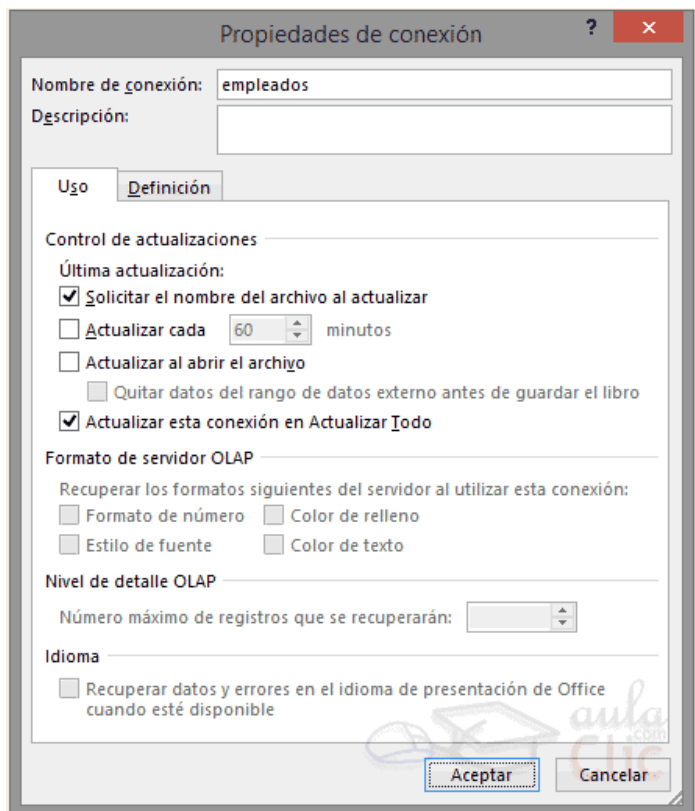 Propiedades de conexión
?
×
Nombre de conexión: empleados
Descripción:
Uso Definición
Control de actualizaciones
Última actualización:
Solicitar el nombre del archivo al actualizar
Actualizar cada 60 minutos
Actualizar al abrir el archivo
Quitar datos del rango de datos externo antes de guardar el libro
Actualizar esta conexión en Actualizar Todo
Formato de servidor OLAP
Recuperar los formatos siguientes del servidor al utilizar esta conexión:
Formato de número Color de relleno
Estilo de fuente Color de texto
Nivel de detalle OLAP
Número máximo de registros que se recuperarán:
Idioma
Recuperar datos y errores en el idioma de presentación de Office
cuando esté disponible
aula
.com
Clic
Aceptar Cancelar